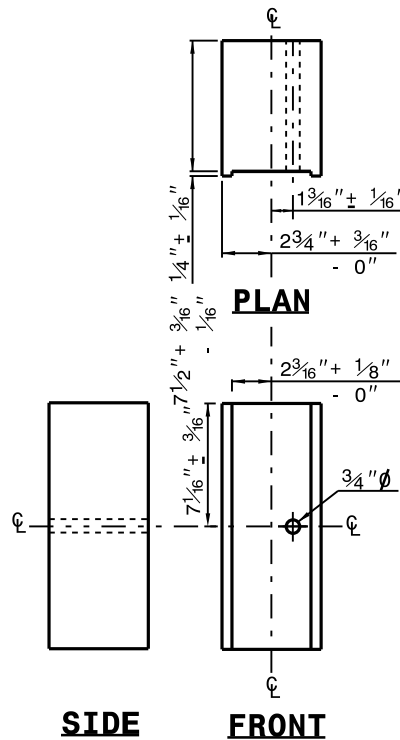 ℄
1 3/16" ± 1/16"
1/4" ± 1/16"
2 3/4" + 3/16"
- 0"
PLAN
7 1/2" + 3/16"
- 1/16"
2 3/16" + 1/8"
- 0"
7 1/16" ± 3/16"
3/4" Ø
℄
℄
℄
SIDE
FRONT